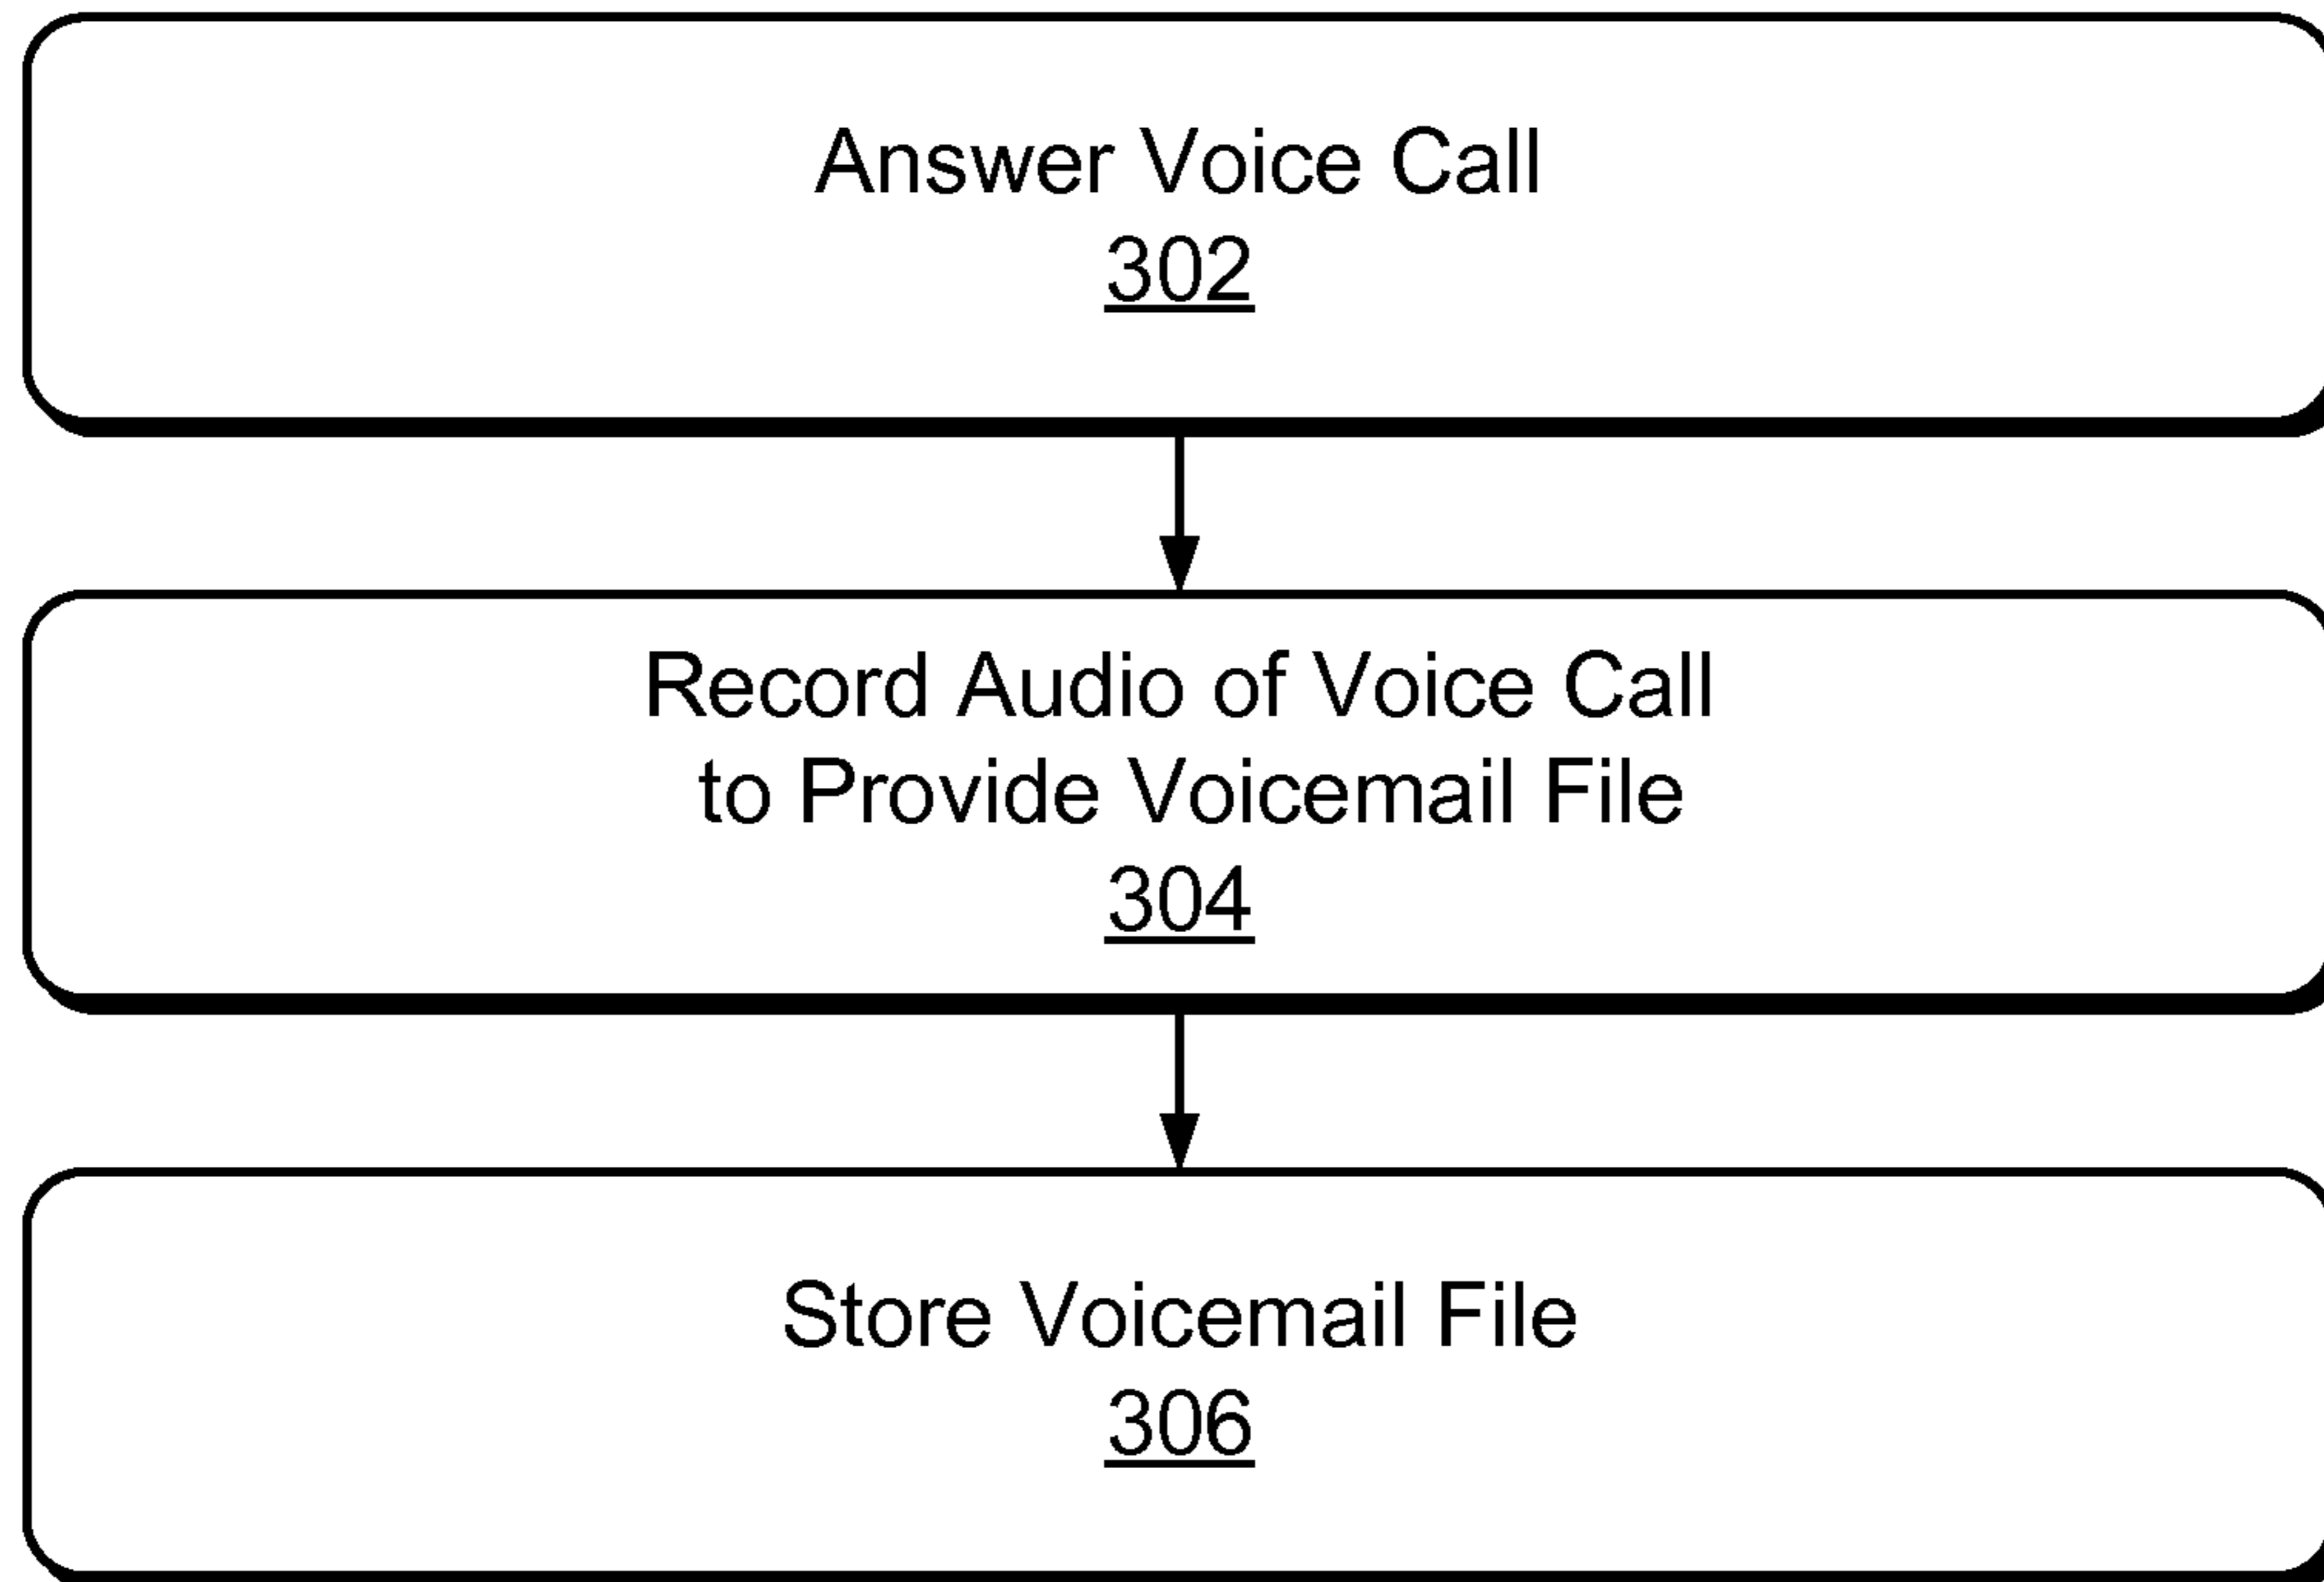 Answer Voice Call
302
Record Audio of Voice Call
to Provide Voicemail File
304
Store Voicemail File
306